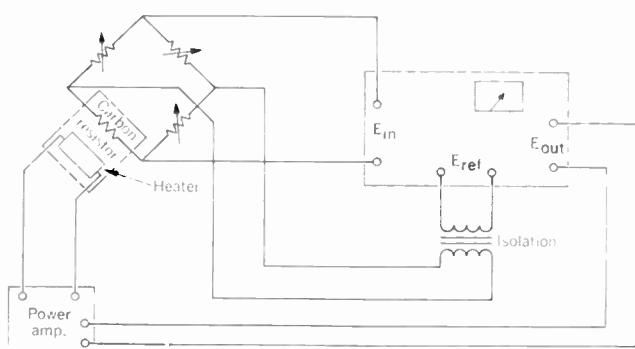 Carbon
resistor
Heater
E_in
E_ref
E_out
Isolation
Power
amp.